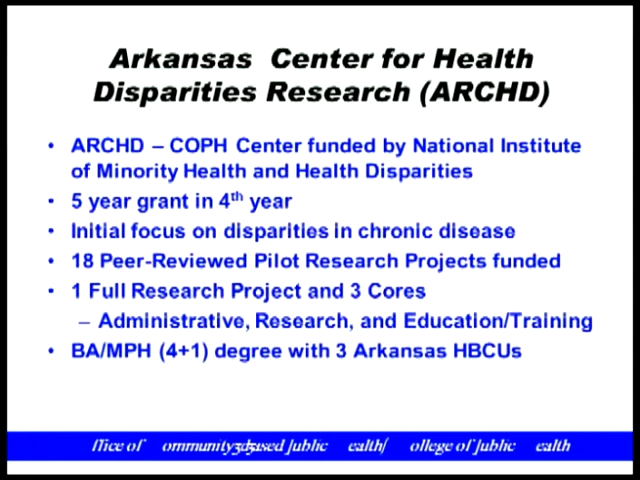 Arkansas Center for Health
Disparities Research (ARCHD)
• ARCHD – COPH Center funded by National Institute
of Minority Health and Health Disparities
• 5 year grant in 4th year
• Initial focus on disparities in chronic disease
• 18 Peer-Reviewed Pilot Research Projects funded
• 1 Full Research Project and 3 Cores
– Administrative, Research, and Education/Training
• BA/MPH (4+1) degree with 3 Arkansas HBCUs
of of